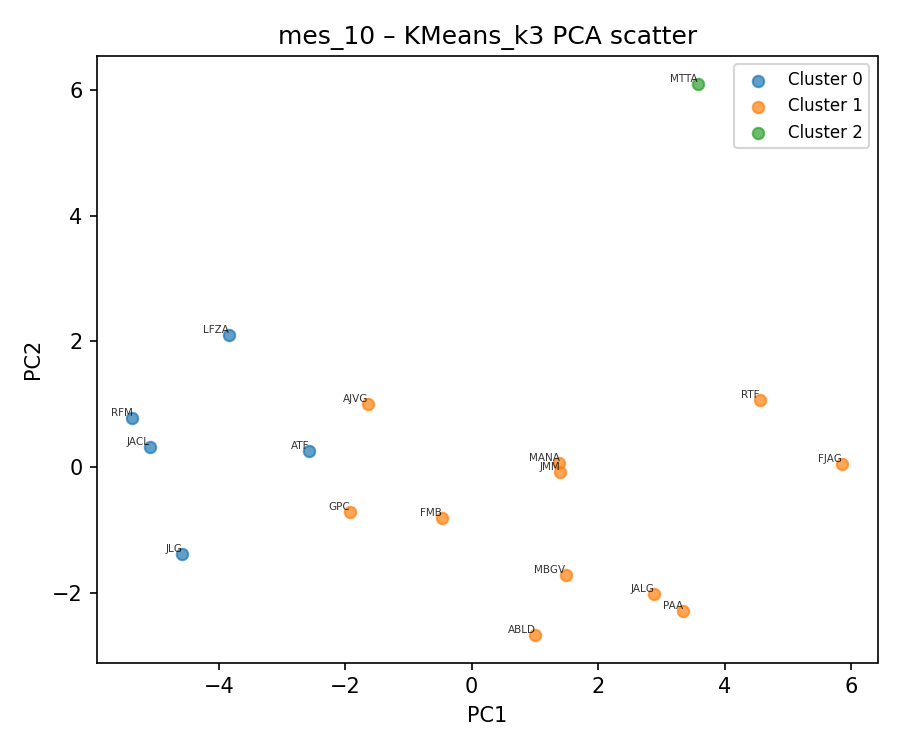 mes_10 – KMeans_k3 PCA scatter
MTTA
Cluster 0
Cluster 1
Cluster 2
6
4
2
0
−2
PC2
LFZA
RFM
JACL
JLG
ATF
AJVG
GPC
FMB
MANA
JMM
MBGV
ABLD
JALG
PAA
RTF
FJAG
−4
−2
0
2
4
6
PC1